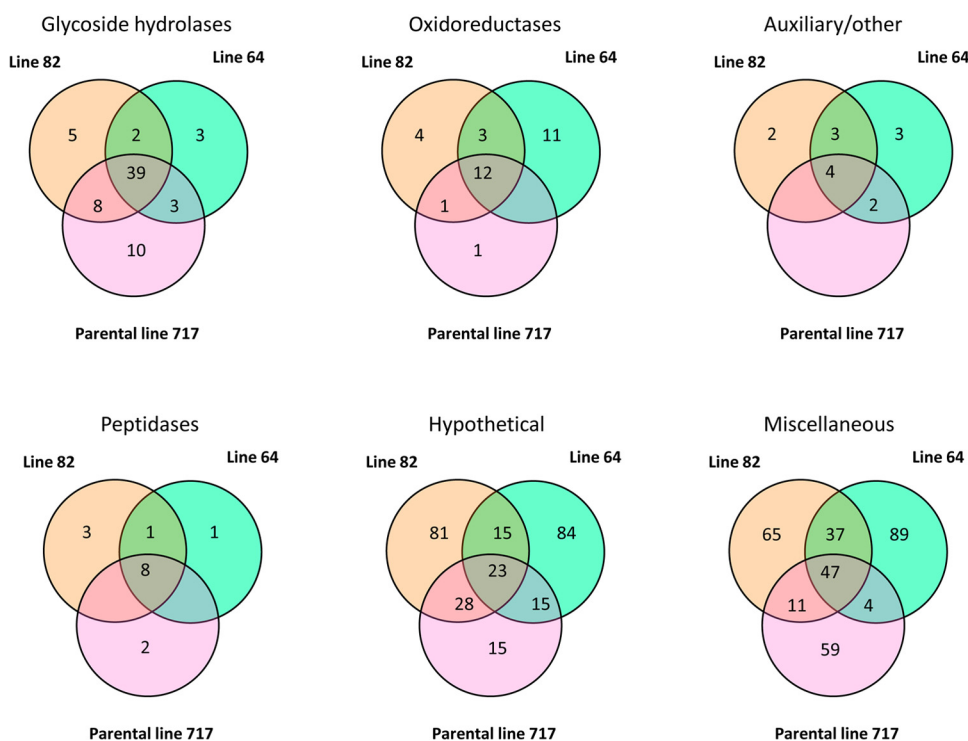 Glycoside hydrolases
Line 82
Line 64
5
2
3
39
8
3
10
Parental line 717
Oxidoreductases
Line 82
Line 64
4
3
11
12
1
1
Parental line 717
Auxiliary/other
Line 82
Line 64
2
3
3
4
2
Parental line 717
Peptidases
Line 82
Line 64
3
1
1
8
2
Parental line 717
Hypothetical
Line 82
Line 64
81
15
84
23
28
15
15
Parental line 717
Miscellaneous
Line 82
Line 64
65
37
89
47
11
4
59
Parental line 717